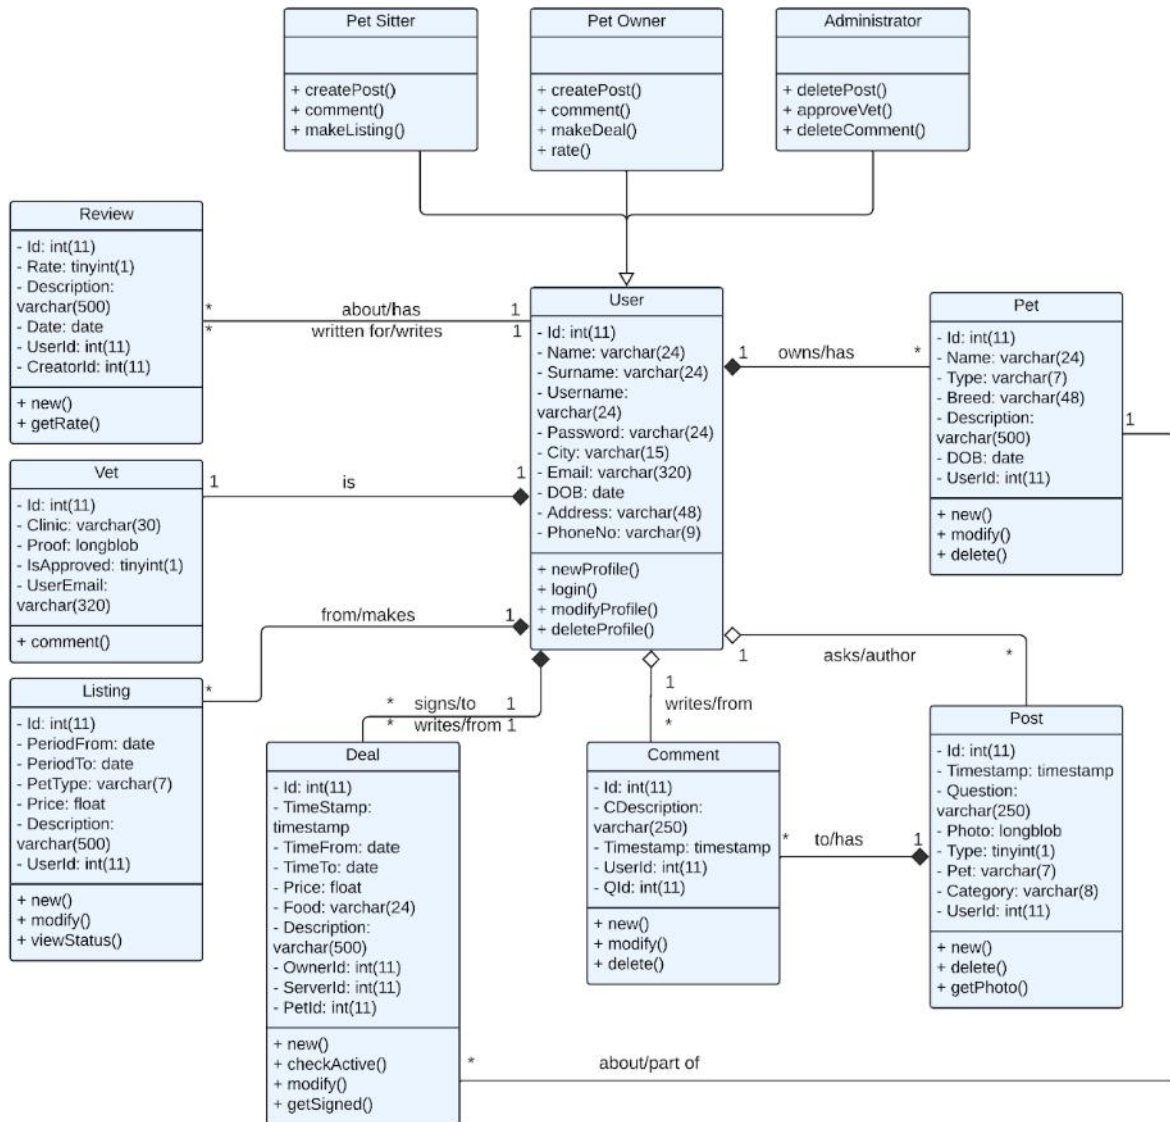 Pet Sitter
+ createPost()
+ comment()
+ makeListing()
Pet Owner
+ createPost()
+ comment()
+ makeDeal()
+ rate()
Administrator
+ deletePost()
+ approveVet()
+ deleteComment()
Review
- Id: int(11)
- Rate: tinyint(1)
- Description:
varchar(500)
- Date: date
- UserId: int(11)
- CreatorId: int(11)
+ new()
+ getRate()
* about/has 1
* written for/writes 1
User
- Id: int(11)
- Name: varchar(24)
- Surname: varchar(24)
- Username:
varchar(24)
- Password: varchar(24)
- City: varchar(15)
- Email: varchar(320)
- DOB: date
- Address: varchar(48)
- PhoneNo: varchar(9)
+ newProfile()
+ login()
+ modifyProfile()
+ deleteProfile()
1 owns/has *
Pet
- Id: int(11)
- Name: varchar(24)
- Type: varchar(7)
- Breed: varchar(48)
- Description:
varchar(500)
- DOB: date
- UserId: int(11)
+ new()
+ modify()
+ delete()
1
Vet
- Id: int(11)
- Clinic: varchar(30)
- Proof: longblob
- IsApproved: tinyint(1)
- UserEmail:
varchar(320)
+ comment()
1 is 1
from/makes 1
*
Listing
- Id: int(11)
- PeriodFrom: date
- PeriodTo: date
- PetType: varchar(7)
- Price: float
- Description:
varchar(500)
- UserId: int(11)
+ new()
+ modify()
+ viewStatus()
* signs/to 1
* writes/from 1
Deal
- Id: int(11)
- TimeStamp:
timestamp
- TimeFrom: date
- TimeTo: date
- Price: float
- Food: varchar(24)
- Description:
varchar(500)
- OwnerId: int(11)
- ServerId: int(11)
- PetId: int(11)
+ new()
+ checkActive()
+ modify()
+ getSigned()
1
writes/from
*
Comment
- Id: int(11)
- CDescription:
varchar(250)
- Timestamp: timestamp
- UserId: int(11)
- QId: int(11)
+ new()
+ modify()
+ delete()
1 asks/author *
* to/has 1
Post
- Id: int(11)
- Timestamp: timestamp
- Question:
varchar(250)
- Photo: longblob
- Type: tinyint(1)
- Pet: varchar(7)
- Category: varchar(8)
- UserId: int(11)
+ new()
+ delete()
+ getPhoto()
* about/part of